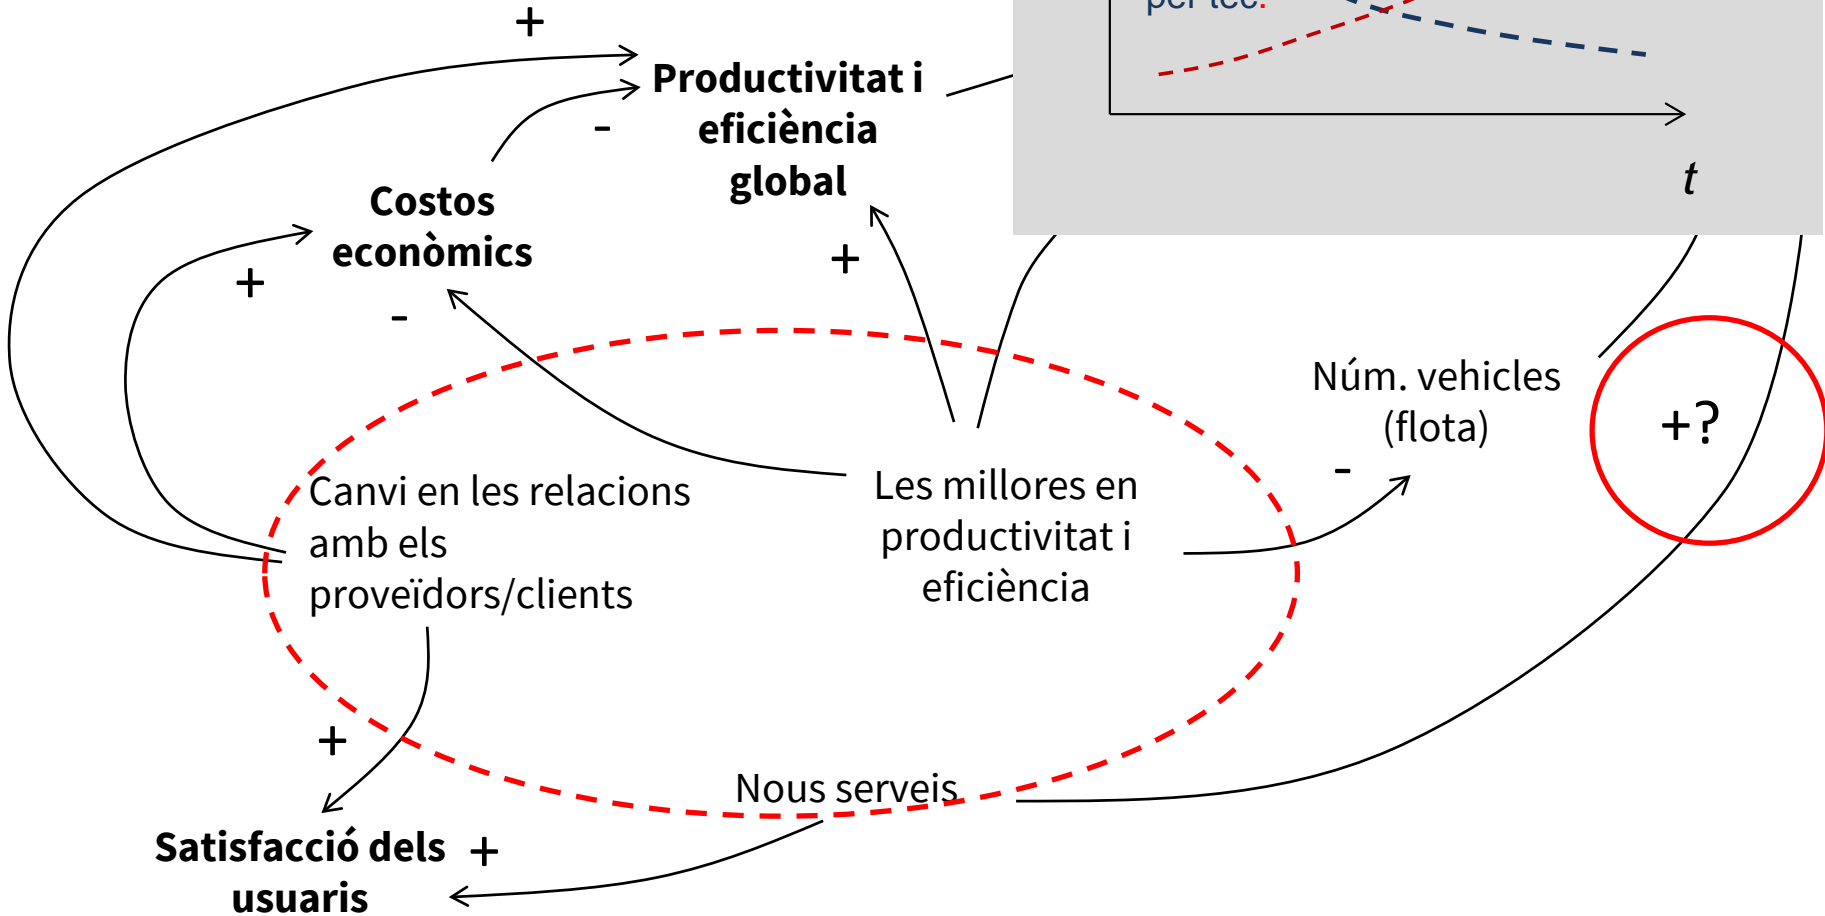 +
Productivitat i
eficiència
global
-
t
Costos
econòmics
+
+
-
Núm. vehicles
(flota)
+?
-
Canvi en les relacions
amb els
proveïdors/clients
Les millores en
productivitat i
eficiència
+
Nous serveis
Satisfacció dels
usuaris
+